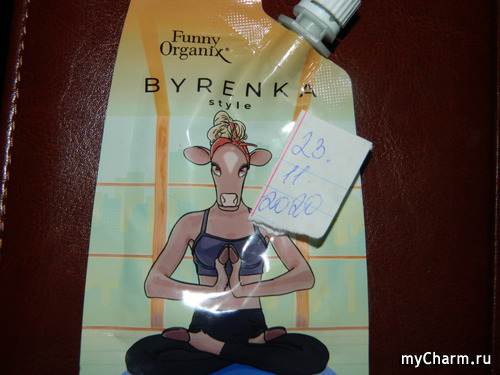 Funny
Organix®
BYRENKA
style
23.
11
2020
myCharm.ru